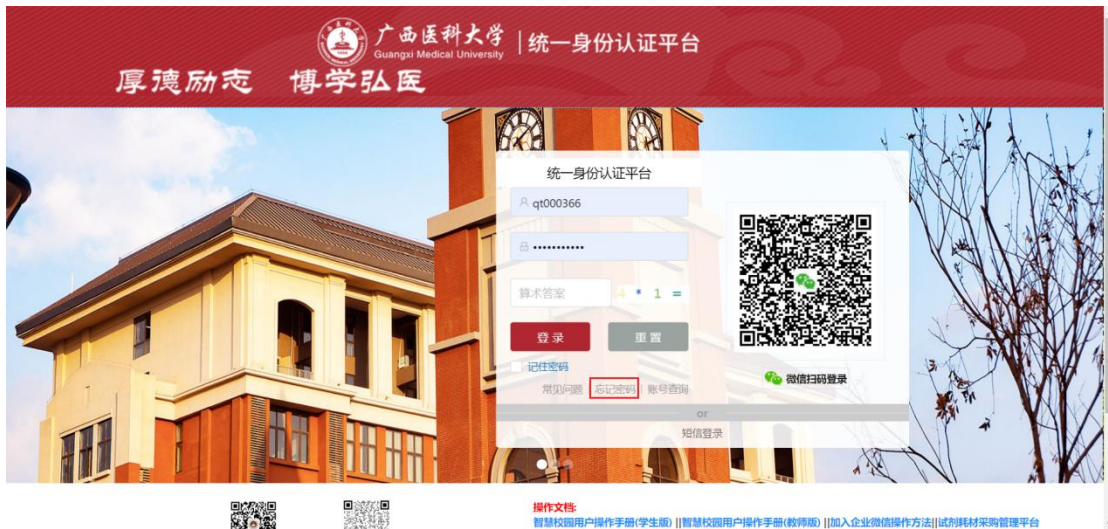 广西医科大学 | 统一身份认证平台
Guangxi Medical University
厚德励志 博学弘医
统一身份认证平台
qt000366
•••••••••••
算术答案 4 * 1 =
登 录 重 置
记住密码
常见问题 忘记密码 | 账号查询
微信扫码登录
or
短信登录
操作文档:
智慧校园用户操作手册(学生版) ||智慧校园用户操作手册(教师版) ||加入企业微信操作方法||试剂耗材采购管理平台